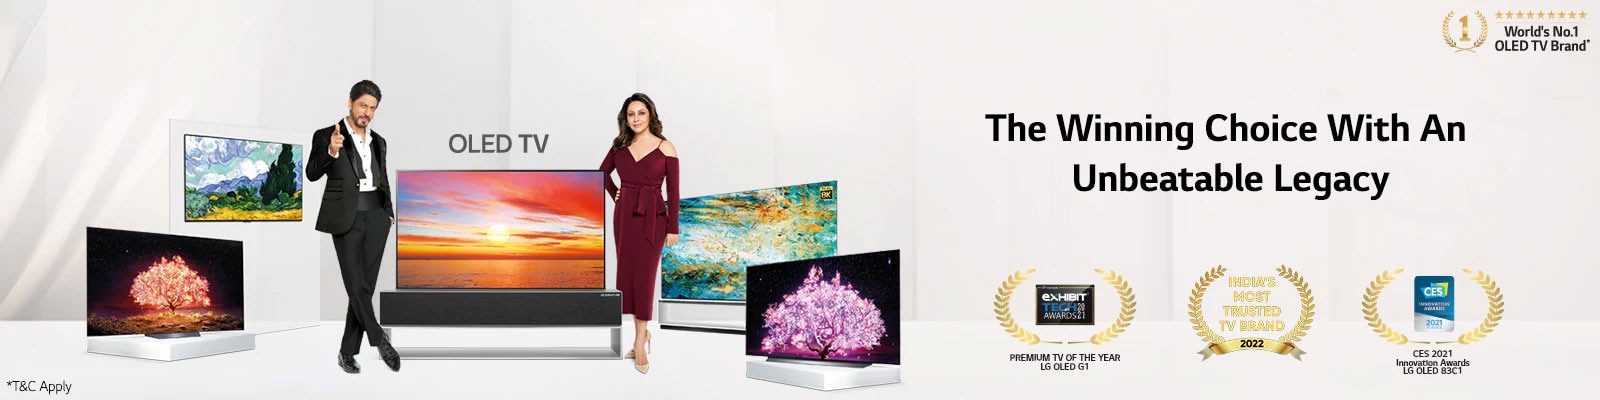 1
World's No.1
OLED TV Brand*
OLED TV
8K
The Winning Choice With An
Unbeatable Legacy
EXHIBIT
TECH 20
AWARDS 21
PREMIUM TV OF THE YEAR
LG OLED G1
INDIA'S
MOST
TRUSTED
TV BRAND
2022
CES
INNOVATION
AWARDS
2021
CES 2021
Innovation Awards
LG OLED 83C1
*T&C Apply